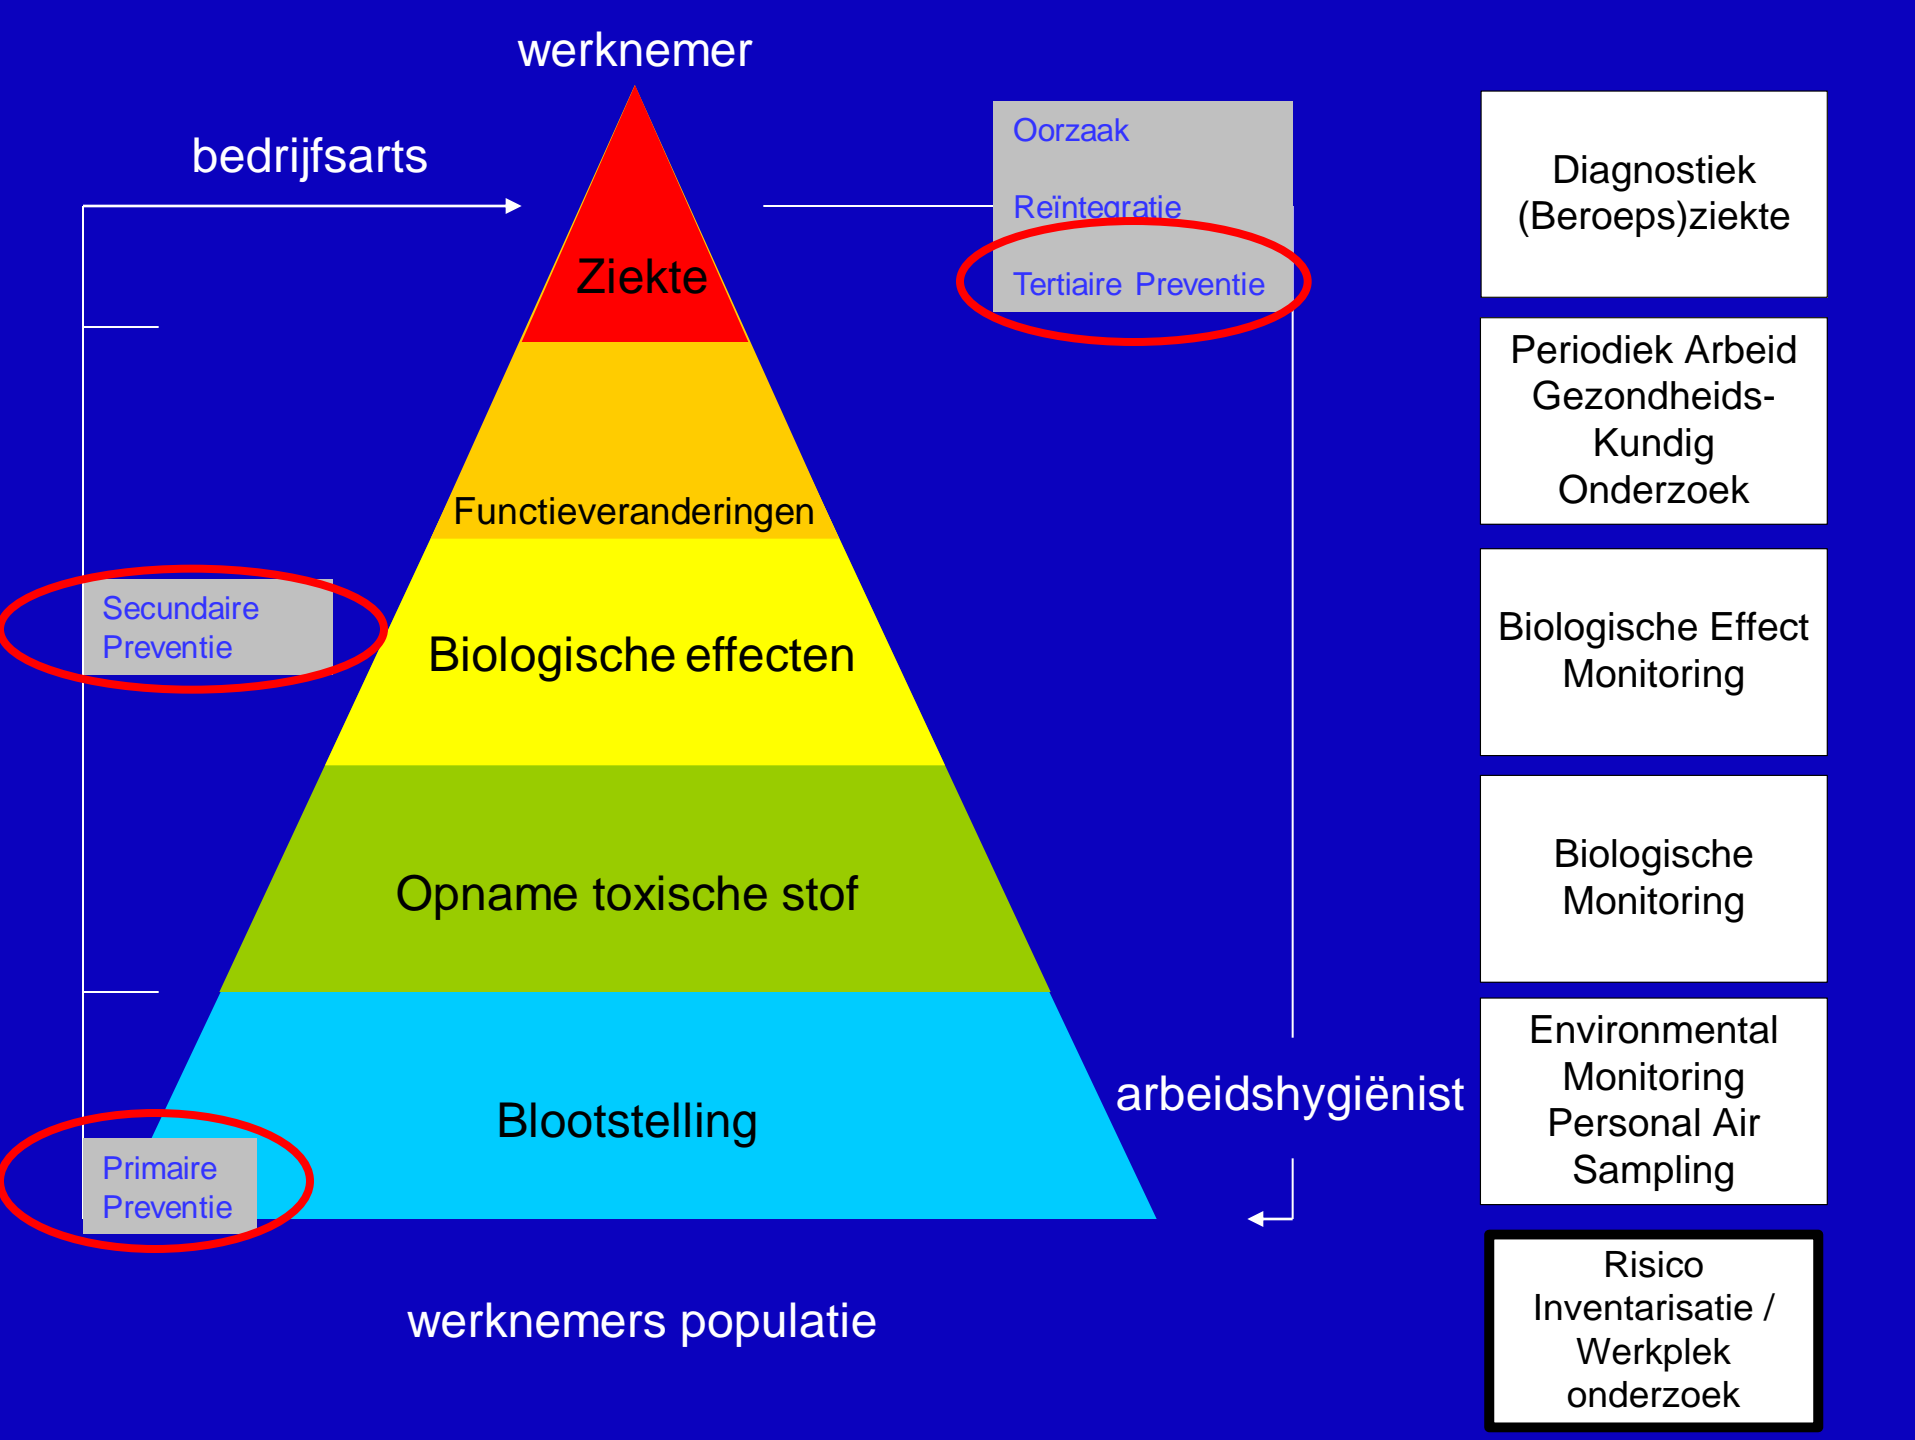 werknemer
bedrijfsarts
Oorzaak
Reïntegratie
Tertiaire Preventie
Ziekte
Functieveranderingen
Secundaire
Preventie
Biologische effecten
Opname toxische stof
Blootstelling
Primaire
Preventie
arbeidshygiënist
werknemers populatie
Diagnostiek
(Beroeps)ziekte
Periodiek Arbeid
Gezondheids-
Kundig
Onderzoek
Biologische Effect
Monitoring
Biologische
Monitoring
Environmental
Monitoring
Personal Air
Sampling
Risico
Inventarisatie /
Werkplek
onderzoek